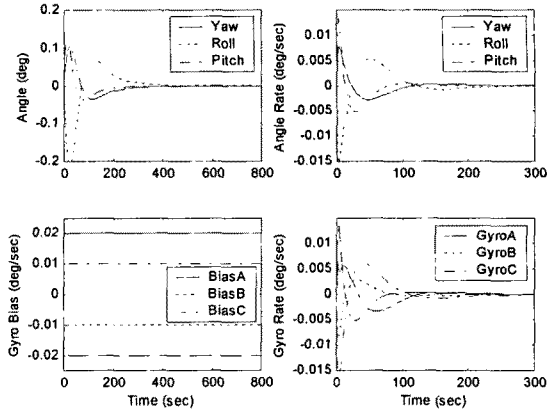 0.2
0.1
0
-0.1
-0.2
Angle (deg)
Yaw
Roll
Pitch
0 200 400 600 800
0.01
0.005
0
-0.005
-0.01
-0.015
Angle Rate (deg/sec)
Yaw
Roll
Pitch
0 100 200 300
0.02
0.01
0
-0.01
-0.02
Gyro Bias (deg/sec)
BiasA
BiasB
BiasC
0 200 400 600 800
Time (sec)
0.01
0.005
0
-0.005
-0.01
-0.015
Gyro Rate (deg/sec)
GyroA
GyroB
GyroC
0 100 200 300
Time (sec)